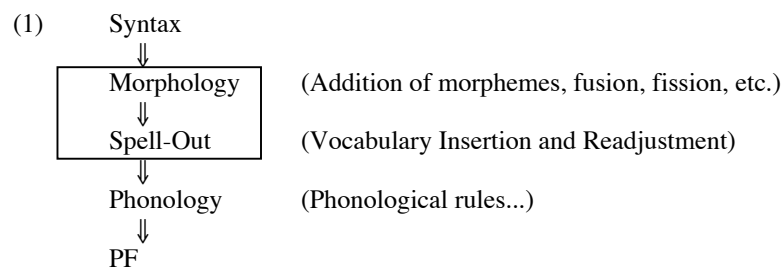 (1) Syntax
⇓
Morphology (Addition of morphemes, fusion, fission, etc.)
⇓
Spell-Out (Vocabulary Insertion and Readjustment)
⇓
Phonology (Phonological rules...)
⇓
PF